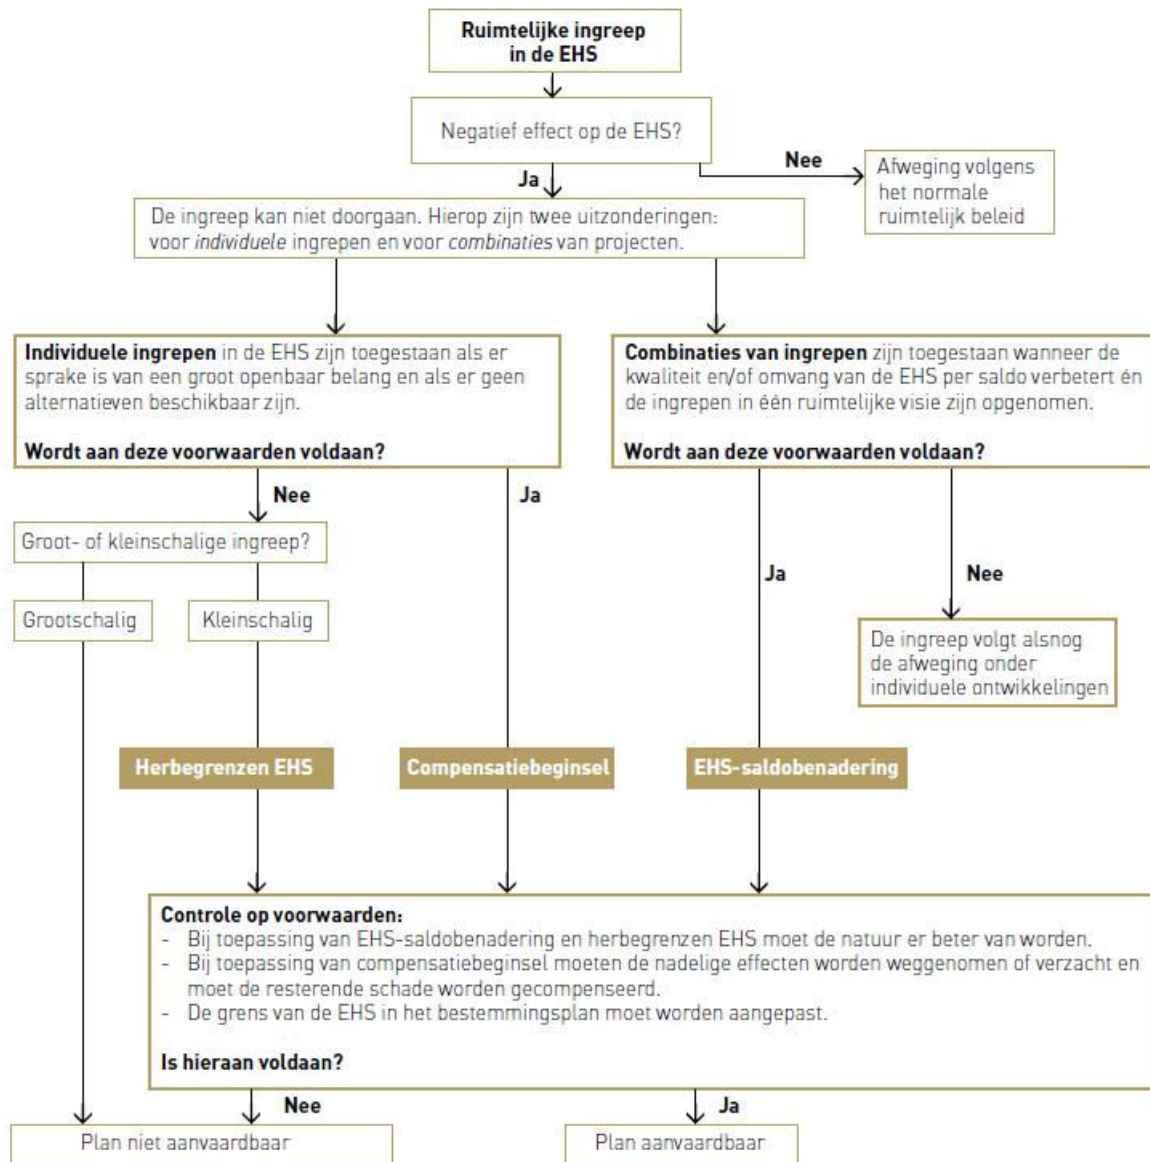 Ruimtelijke ingreep
in de EHS
Negatief effect op de EHS?
Nee
Afweging volgens
het normale
ruimtelijk beleid
Ja
De ingreep kan niet doorgaan. Hierop zijn twee uitzonderingen:
voor individuele ingrepen en voor combinaties van projecten.
Individuele ingrepen in de EHS zijn toegestaan als er
sprake is van een groot openbaar belang en als er geen
alternatieven beschikbaar zijn.
Wordt aan deze voorwaarden voldaan?
Combinaties van ingrepen zijn toegestaan wanneer de
kwaliteit en/of omvang van de EHS per saldo verbetert én
de ingrepen in één ruimtelijke visie zijn opgenomen.
Wordt aan deze voorwaarden voldaan?
Nee
Ja
Groot- of kleinschalige ingreep?
Ja
Nee
Grootschalig
Kleinschalig
De ingreep volgt alsnog
de afweging onder
individuele ontwikkelingen
Herbegrenzen EHS
Compensatiebeginsel
EHS-saldobenadering
Controle op voorwaarden:
- Bij toepassing van EHS-saldobenadering en herbegrenzen EHS moet de natuur er beter van worden.
- Bij toepassing van compensatiebeginsel moeten de nadelige effecten worden weggenomen of verzacht en
moet de resterende schade worden gecompenseerd.
- De grens van de EHS in het bestemmingsplan moet worden aangepast.
Is hieraan voldaan?
Nee
Ja
Plan niet aanvaardbaar
Plan aanvaardbaar